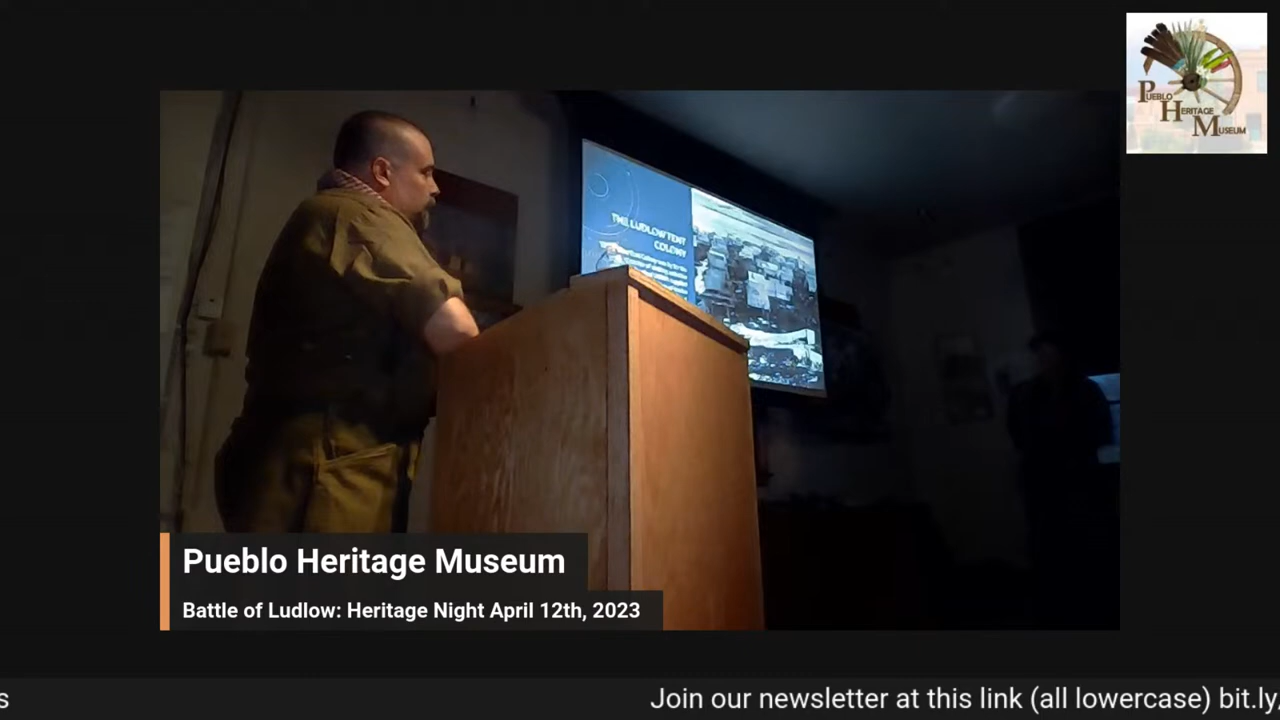 PUEBLO
HERITAGE
MUSEUM
THE LUDLOW TENT
COLONY
Pueblo Heritage Museum
Battle of Ludlow: Heritage Night April 12th, 2023
s
Join our newsletter at this link (all lowercase) bit.ly/